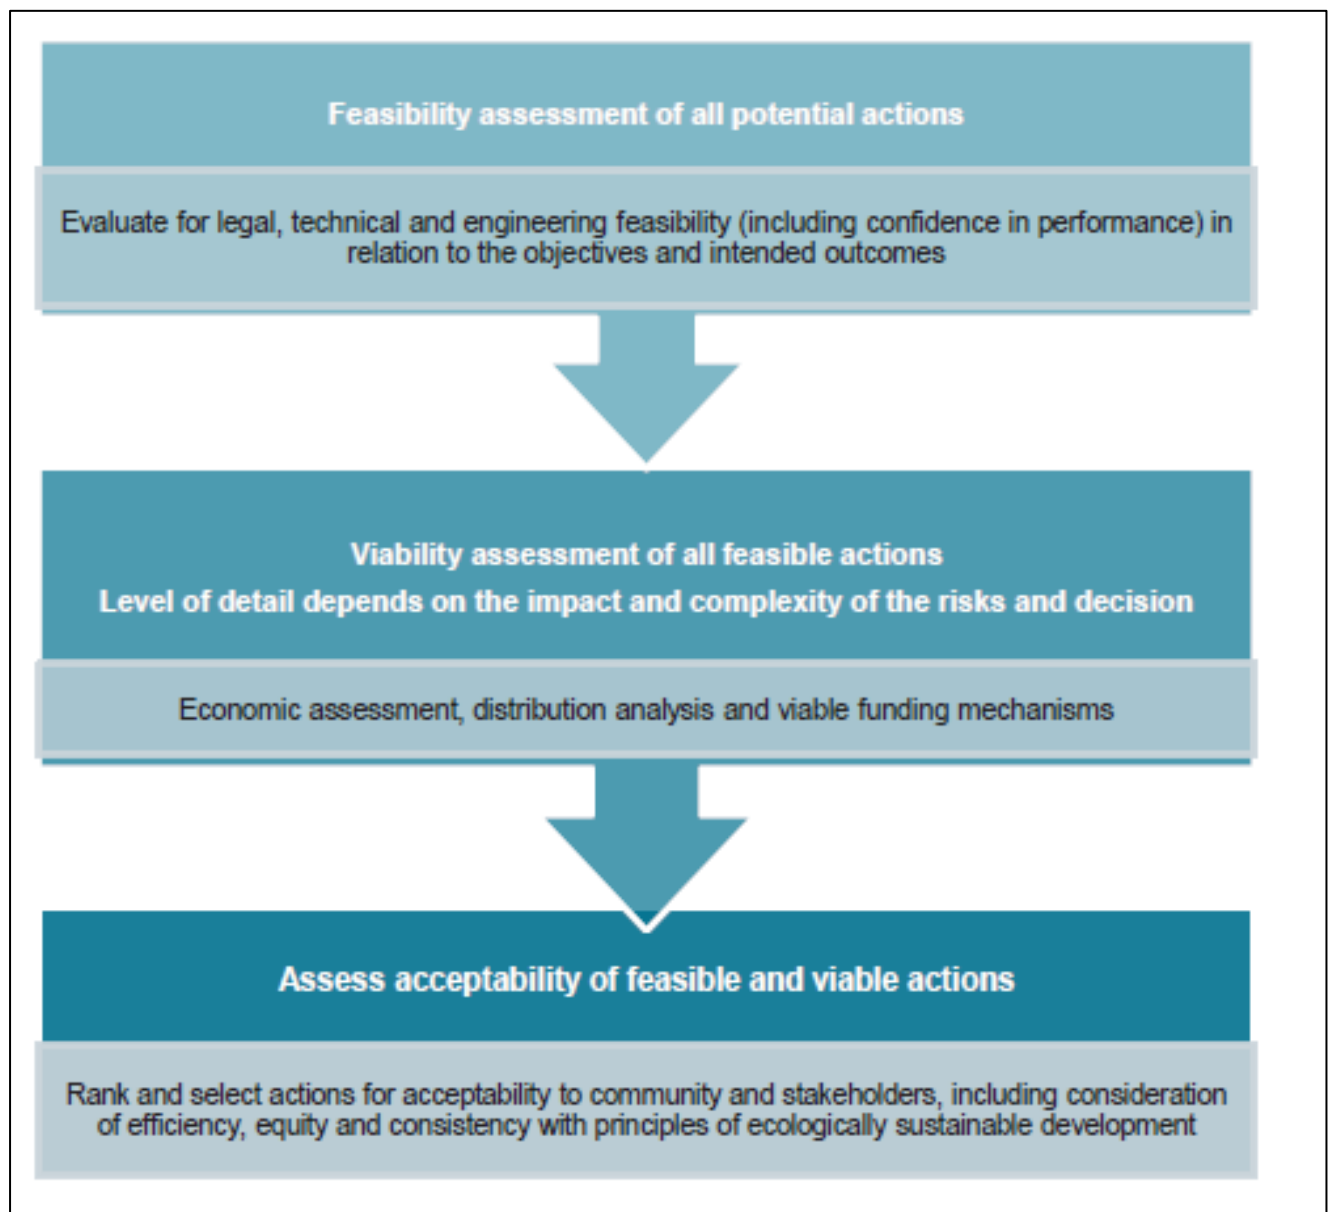 Feasibility assessment of all potential actions
Evaluate for legal, technical and engineering feasibility (including confidence in performance) in
relation to the objectives and intended outcomes
Viability assessment of all feasible actions
Level of detail depends on the impact and complexity of the risks and decision
Economic assessment, distribution analysis and viable funding mechanisms
Assess acceptability of feasible and viable actions
Rank and select actions for acceptability to community and stakeholders, including consideration
of efficiency, equity and consistency with principles of ecologically sustainable development